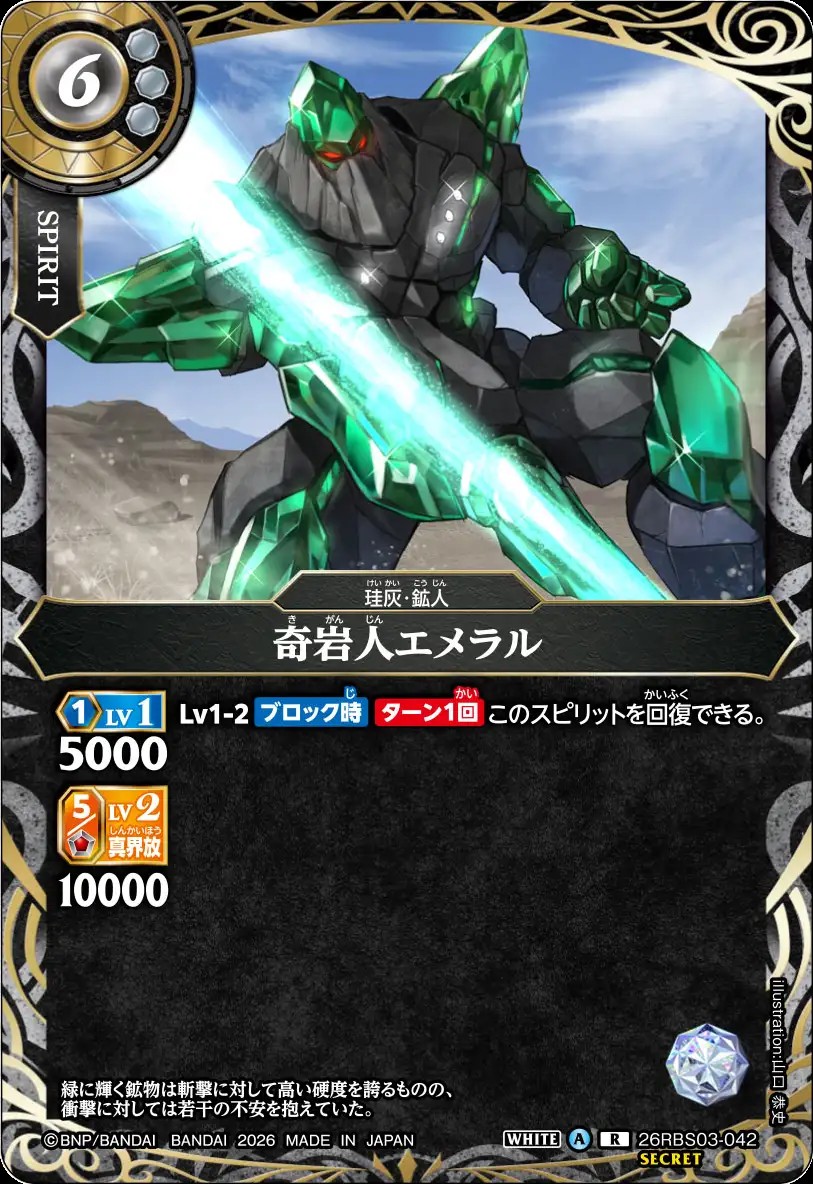 6
SPIRIT
けいかい こうじん
珪灰・鉱人
き がん じん
奇岩人エメラル
1 LV1
5000
Lv1-2 ブロック時 ターン1回 このスピリットを回復できる。
じ かい かいふく
5 LV2
しんかいほう
真界放
10000
illustration:山口 恭史
緑に輝く鉱物は斬撃に対して高い硬度を誇るものの、
衝撃に対しては若干の不安を抱えていた。
©BNP/BANDAI BANDAI 2026 MADE IN JAPAN
WHITE A R 26RBS03-042
SECRET